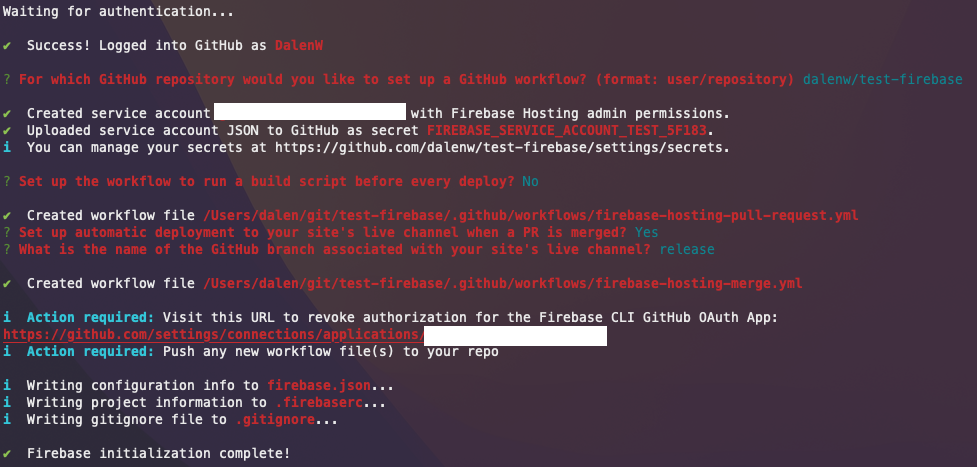 Waiting for authentication...
✔  Success! Logged into GitHub as DalenW
? For which GitHub repository would you like to set up a GitHub workflow? (format: user/repository) dalenw/test-firebase
✔  Created service account with Firebase Hosting admin permissions.
✔  Uploaded service account JSON to GitHub as secret FIREBASE_SERVICE_ACCOUNT_TEST_5F183.
i  You can manage your secrets at https://github.com/dalenw/test-firebase/settings/secrets.
? Set up the workflow to run a build script before every deploy? No
✔  Created workflow file /Users/dalen/git/test-firebase/.github/workflows/firebase-hosting-pull-request.yml
? Set up automatic deployment to your site's live channel when a PR is merged? Yes
? What is the name of the GitHub branch associated with your site's live channel? release
✔  Created workflow file /Users/dalen/git/test-firebase/.github/workflows/firebase-hosting-merge.yml
i  Action required: Visit this URL to revoke authorization for the Firebase CLI GitHub OAuth App:
https://github.com/settings/connections/applications/
i  Action required: Push any new workflow file(s) to your repo
i  Writing configuration info to firebase.json...
i  Writing project information to .firebaserc...
i  Writing gitignore file to .gitignore...
✔  Firebase initialization complete!